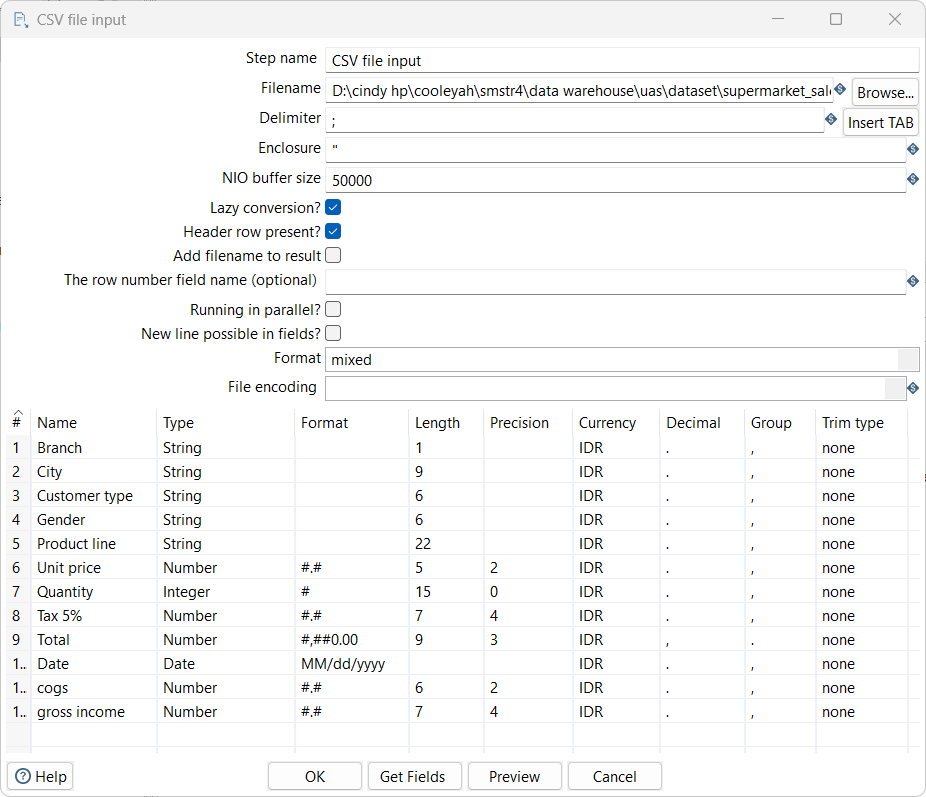 CSV file input
Step name CSV file input
Filename D:\cindy hp\cooleyah\smstr4\data warehouse\uas\dataset\supermarket_sale Browse...
Delimiter ; Insert TAB
Enclosure "
NIO buffer size 50000
Lazy conversion?
Header row present?
Add filename to result
The row number field name (optional)
Running in parallel?
New line possible in fields?
Format mixed
File encoding
# Name Type Format Length Precision Currency Decimal Group Trim type
1 Branch String 1 IDR . , none
2 City String 9 IDR . , none
3 Customer type String 6 IDR . , none
4 Gender String 6 IDR . , none
5 Product line String 22 IDR . , none
6 Unit price Number #.# 5 2 IDR . , none
7 Quantity Integer # 15 0 IDR . , none
8 Tax 5% Number #.# 7 4 IDR . , none
9 Total Number #,##0.00 9 3 IDR , . none
1.. Date Date MM/dd/yyyy IDR . , none
1.. cogs Number #.# 6 2 IDR . , none
1.. gross income Number #.# 7 4 IDR . , none
Help OK Get Fields Preview Cancel